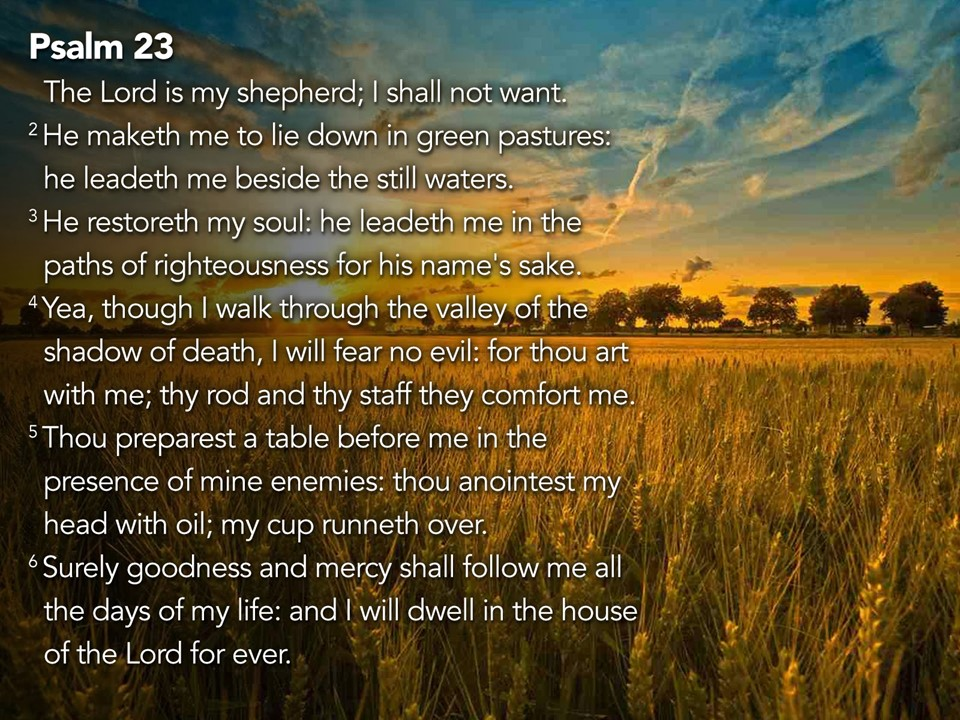 Psalm 23
The Lord is my shepherd; I shall not want.
2 He maketh me to lie down in green pastures:
he leadeth me beside the still waters.
3 He restoreth my soul: he leadeth me in the
paths of righteousness for his name's sake.
4 Yea, though I walk through the valley of the
shadow of death, I will fear no evil: for thou art
with me; thy rod and thy staff they comfort me.
5 Thou preparest a table before me in the
presence of mine enemies: thou anointest my
head with oil; my cup runneth over.
6 Surely goodness and mercy shall follow me all
the days of my life: and I will dwell in the house
of the Lord for ever.